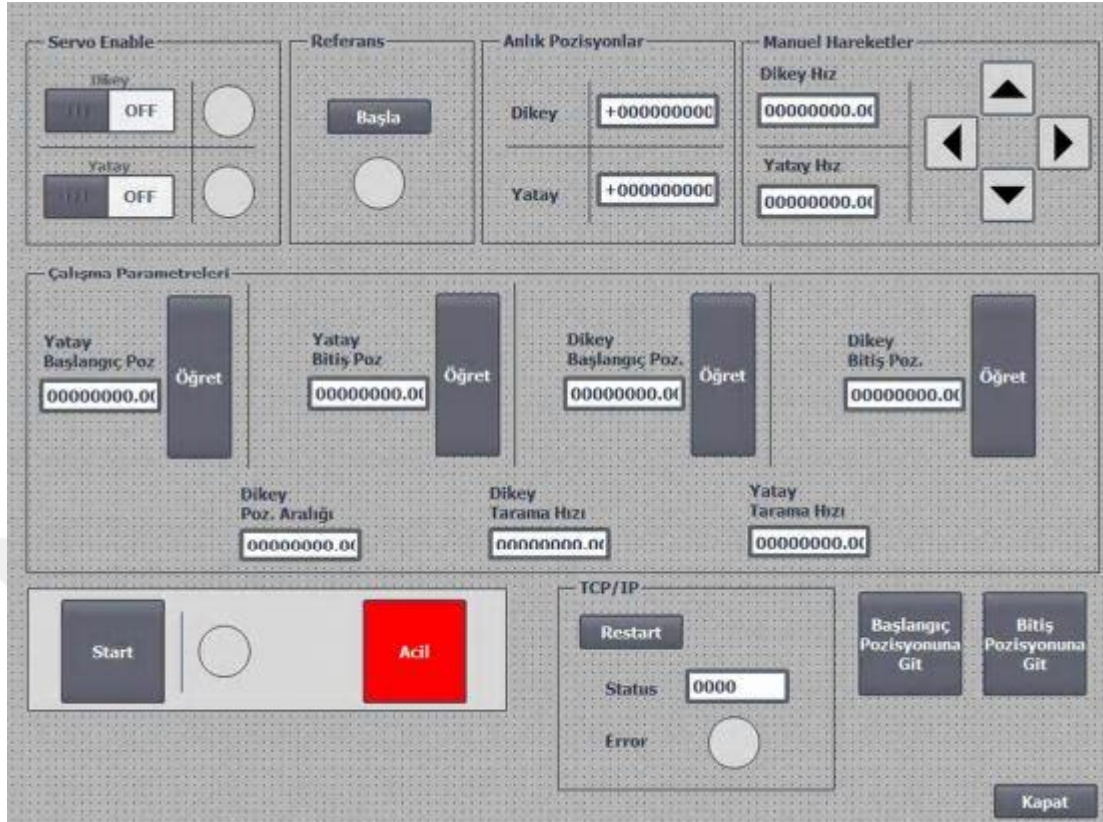 Servo Enable
Dikey
OFF
Yatay
OFF
Referans
Başla
Anlık Pozisyonlar
Dikey
+000000000
Yatay
+000000000
Manuel Hareketler
Dikey Hız
00000000.0(
Yatay Hız
00000000.0(
Çalışma Parametreleri
Yatay
Başlangıç Poz
00000000.0(
Öğret
Yatay
Bitiş Poz
00000000.0(
Öğret
Dikey
Başlangıç Poz.
00000000.0(
Öğret
Dikey
Bitiş Poz.
00000000.0(
Öğret
Dikey
Poz. Aralığı
00000000.0(
Dikey
Tarama Hızı
00000000.0(
Yatay
Tarama Hızı
00000000.0(
Start
Acil
TCP/IP
Restart
Status
0000
Error
Başlangıç
Pozisyonuna
Git
Bitiş
Pozisyonuna
Git
Kapat